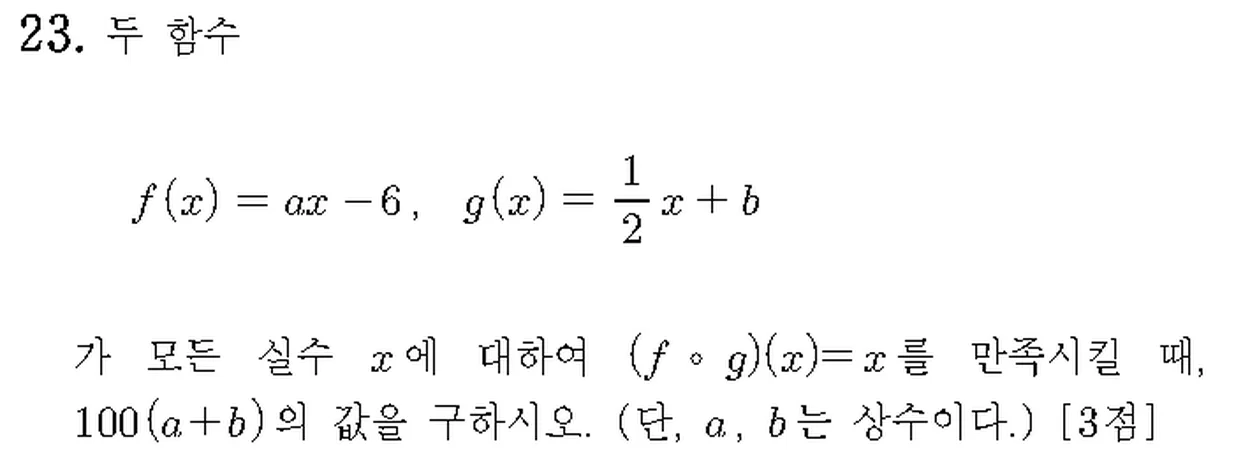 23. 두 함수
f(x) = ax − 6, g(x) = \frac{1}{2}x + b
가 모든 실수 x에 대하여 (f ∘ g)(x)=x를 만족시킬 때,
100(a+b)의 값을 구하시오. (단, a, b는 상수이다.) [3점]